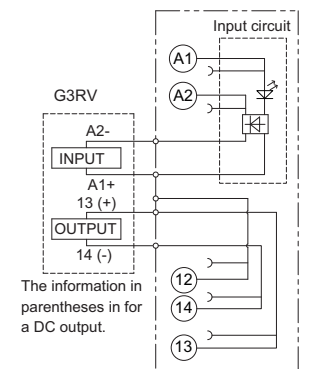 Input circuit
A1
G3RV
A2
A2-
INPUT
A1+
13 (+)
OUTPUT
14 (-)
12
14
13
The information in
parentheses in for
a DC output.